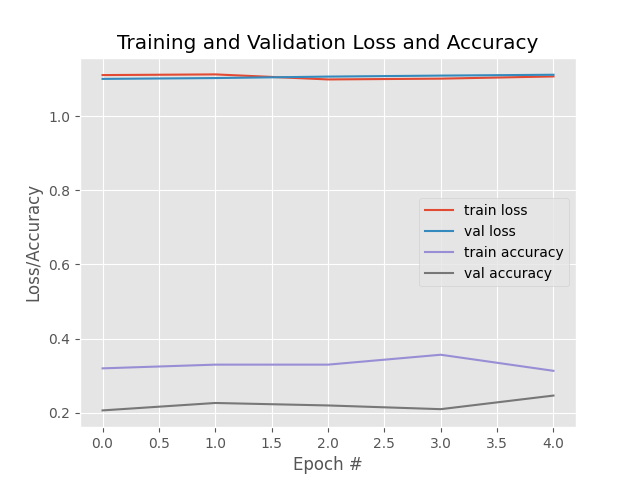 Training and Validation Loss and Accuracy
1.0
0.8
0.6
0.4
0.2
Loss/Accuracy
train loss
val loss
train accuracy
val accuracy
0.0 0.5 1.0 1.5 2.0 2.5 3.0 3.5 4.0
Epoch #